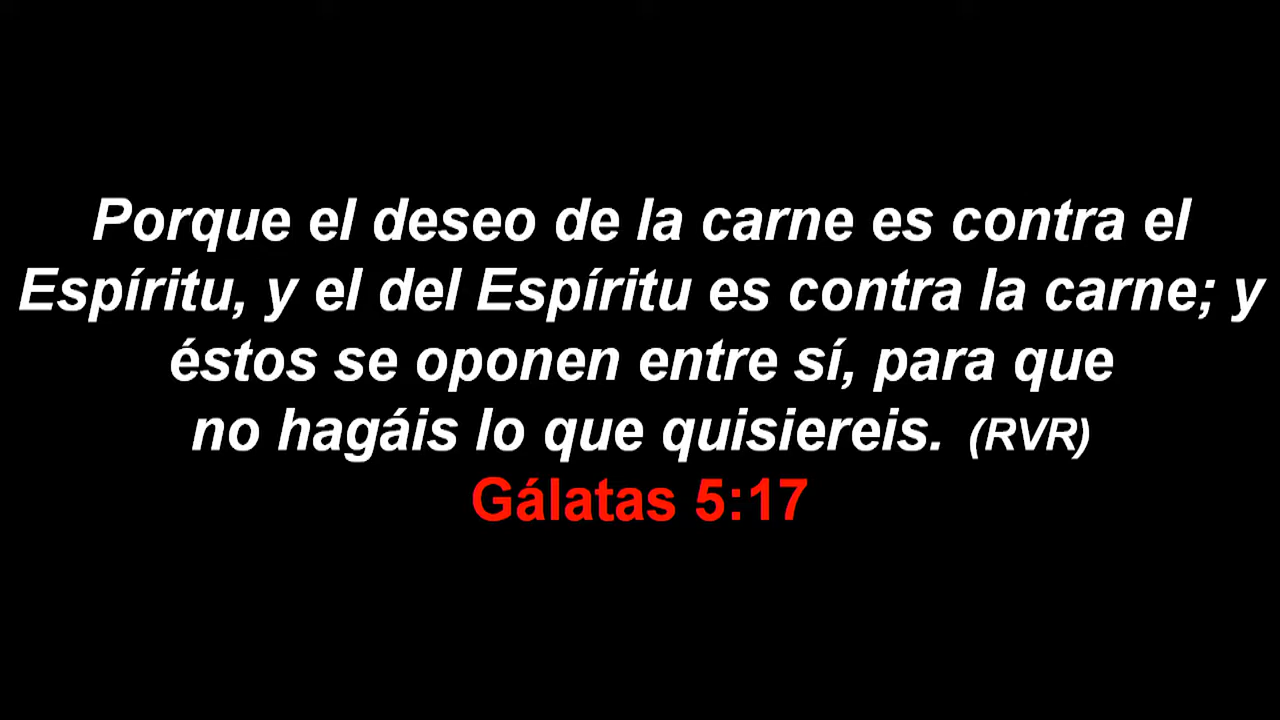 Porque el deseo de la carne es contra el
Espíritu, y el del Espíritu es contra la carne; y
éstos se oponen entre sí, para que
no hagáis lo que quisiereis. (RVR)
Gálatas 5:17